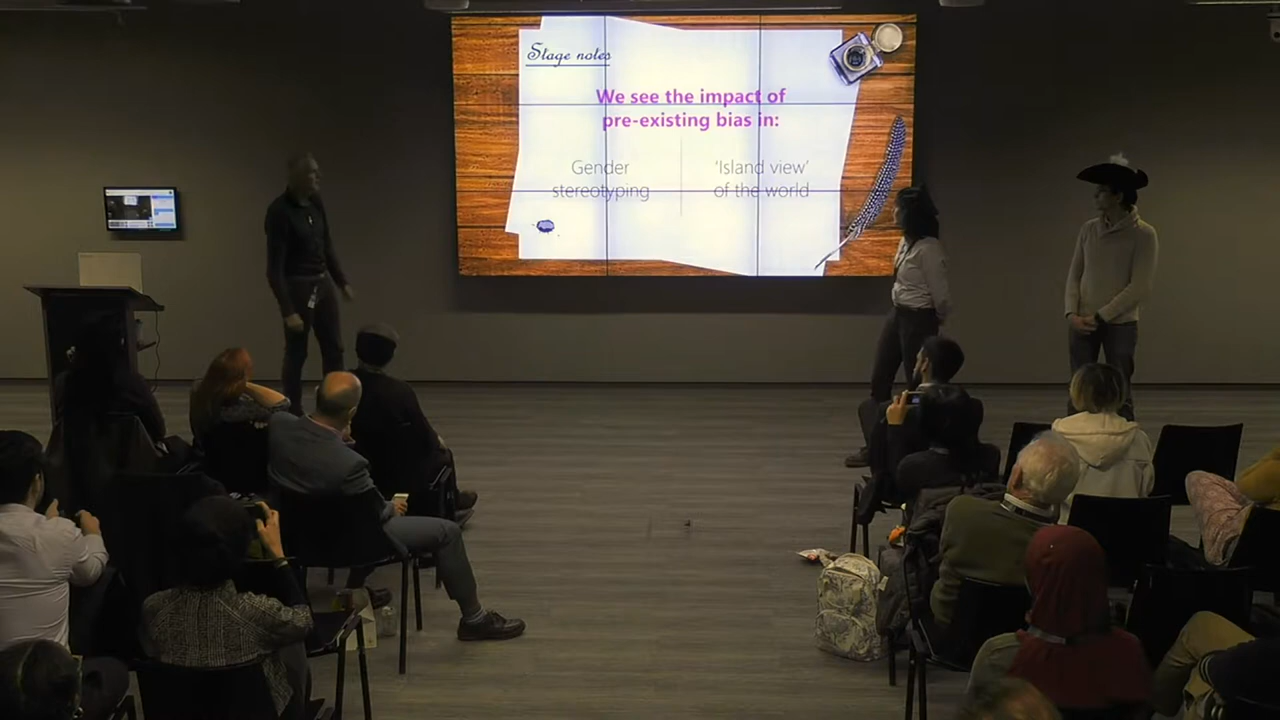 Stage notes
We see the impact of
pre-existing bias in:
Gender
stereotyping
'Island view'
of the world